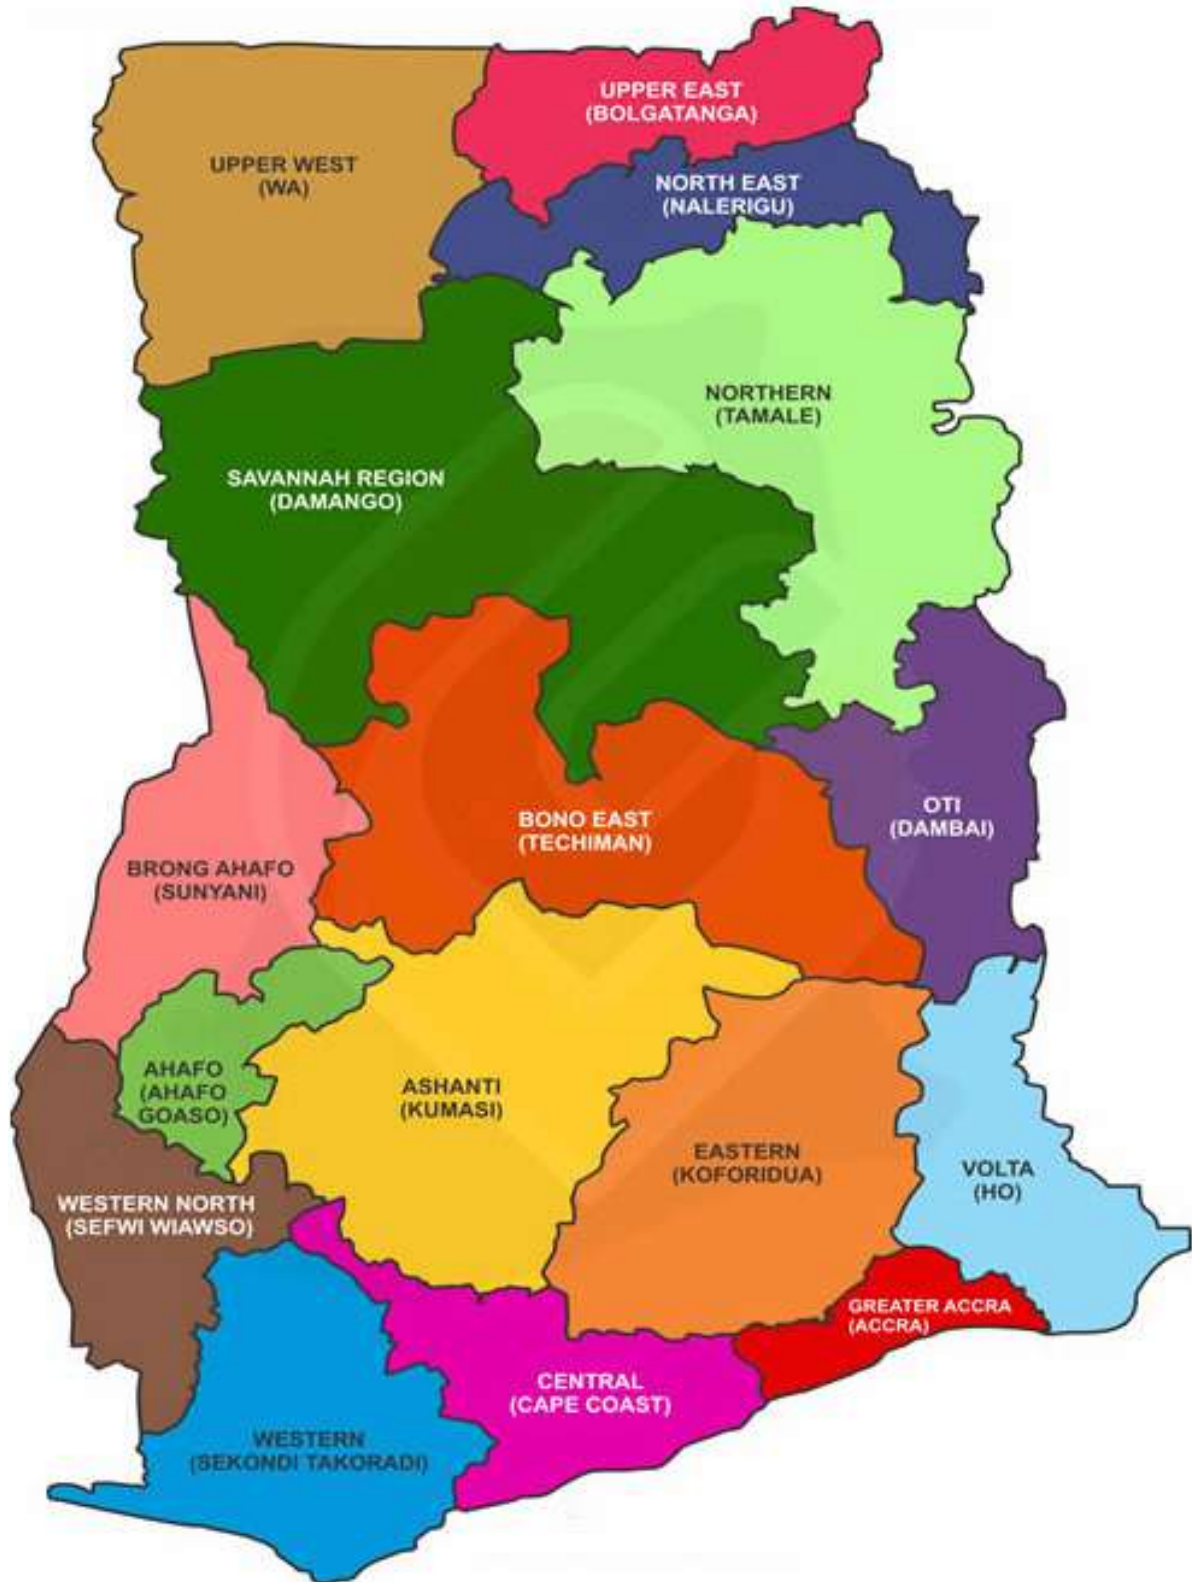 UPPER EAST
(BOLGATANGA)
UPPER WEST
(WA)
NORTH EAST
(NALERIGU)
NORTHERN
(TAMALE)
SAVANNAH REGION
(DAMANGO)
BONO EAST
(TECHIMAN)
OTI
(DAMBAI)
BRONG AHAFO
(SUNYANI)
AHAFO
(AHAFO
GOASO)
ASHANTI
(KUMASI)
EASTERN
(KOFORIDUA)
VOLTA
(HO)
WESTERN NORTH
(SEFWI WIAWSO)
GREATER ACCRA
(ACCRA)
CENTRAL
(CAPE COAST)
WESTERN
(SEKONDI TAKORADI)